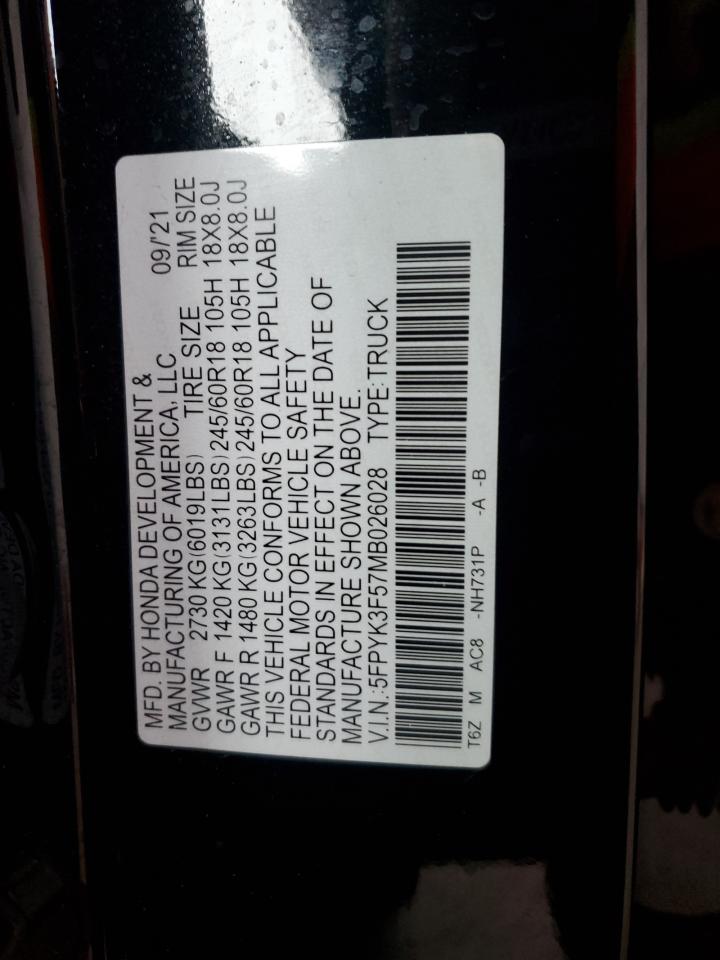 MFD. BY HONDA DEVELOPMENT &
MANUFACTURING OF AMERICA, LLC 09/'21
GVWR 2730 KG(6019LBS) TIRE SIZE RIM SIZE
GAWR F 1420 KG(3131LBS) 245/60R18 105H 18X8.0J
GAWR R 1480 KG(3263LBS) 245/60R18 105H 18X8.0J
THIS VEHICLE CONFORMS TO ALL APPLICABLE
FEDERAL MOTOR VEHICLE SAFETY
STANDARDS IN EFFECT ON THE DATE OF
MANUFACTURE SHOWN ABOVE.
V.I.N.:5FPYK3F57MB026028 TYPE:TRUCK
T6Z M AC8 -NH731P -A -B